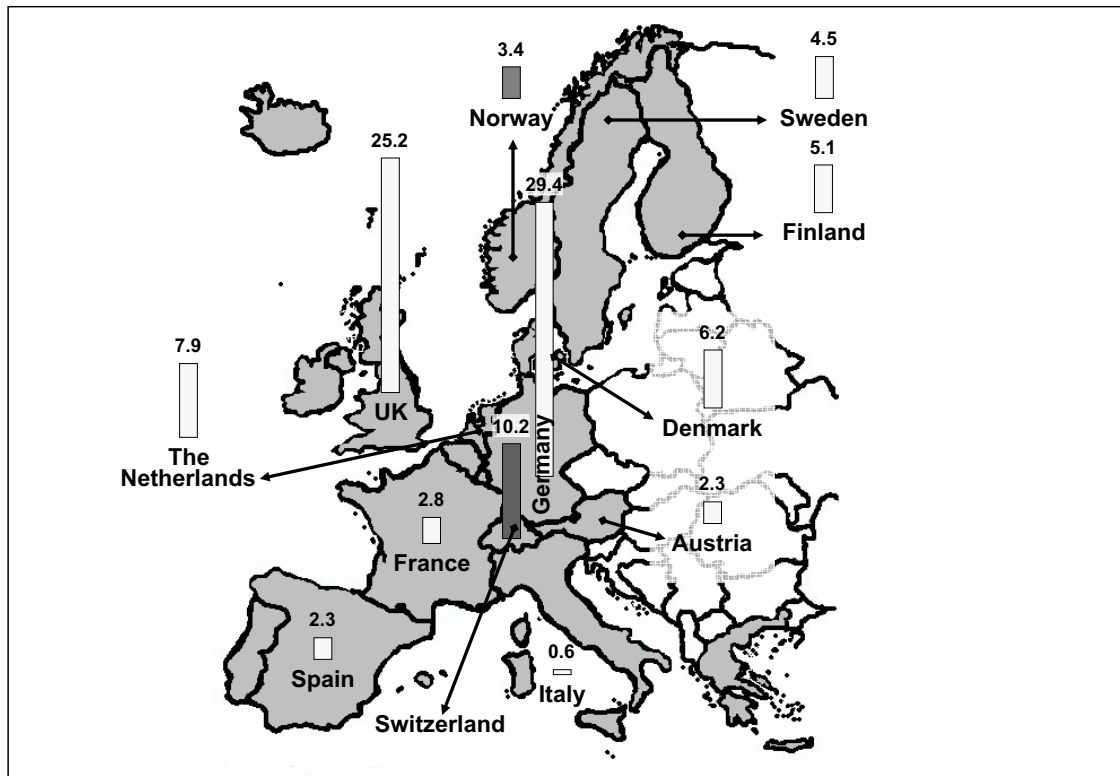 3.4
Norway
4.5
Sweden
25.2
5.1
Finland
29.4
7.9
6.2
UK
Denmark
The
Netherlands
10.2
Germany
2.3
Austria
2.8
France
2.3
Spain
0.6
Italy
Switzerland